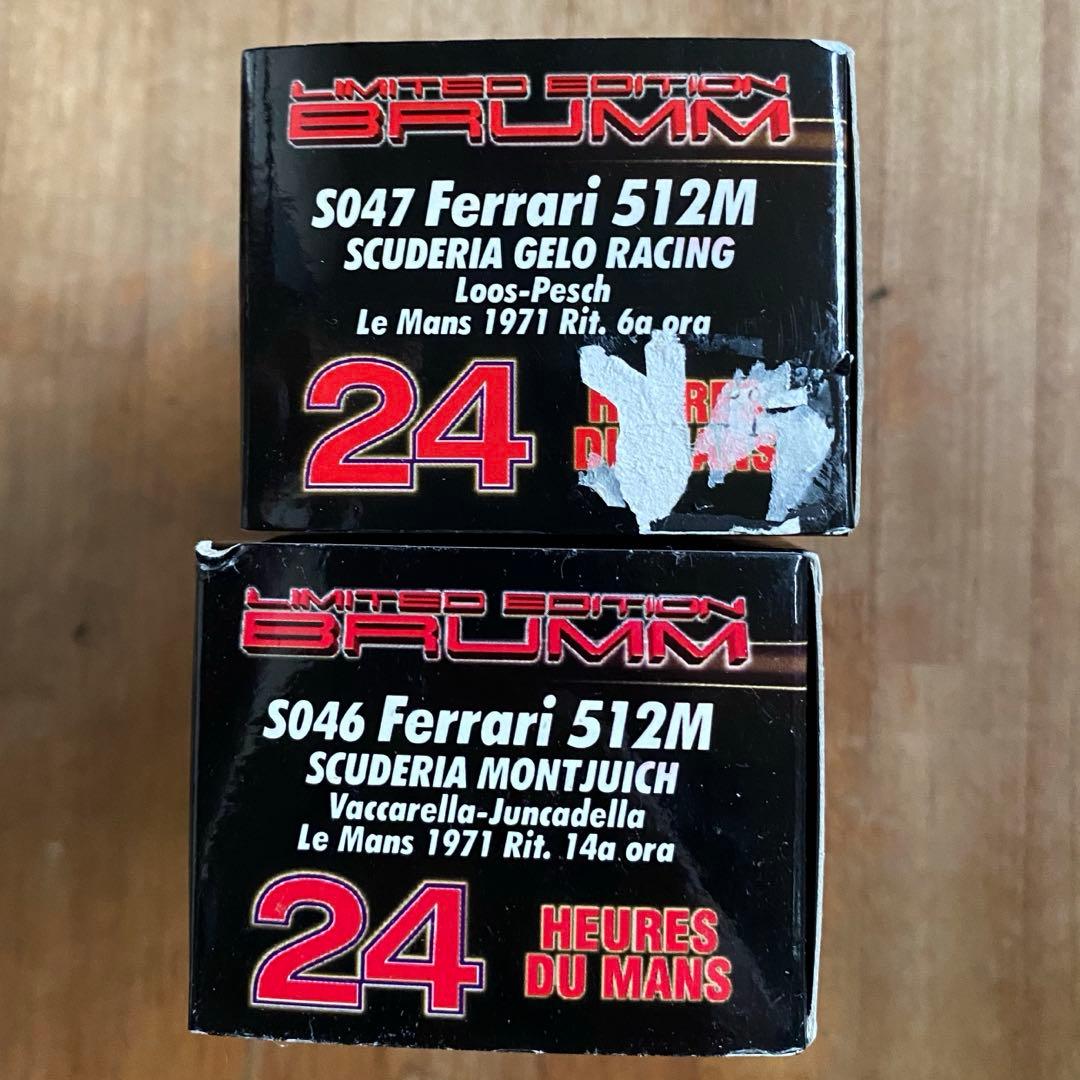 LIMITED EDITION
BRUMM
S047 Ferrari 512M
SCUDERIA GELO RACING
Loos-Pesch
Le Mans 1971 Rit. 6a ora
24
LIMITED EDITION
BRUMM
S046 Ferrari 512M
SCUDERIA MONTJUICH
Vaccarella-Juncadella
Le Mans 1971 Rit. 14a ora
24 HEURES
DU MANS